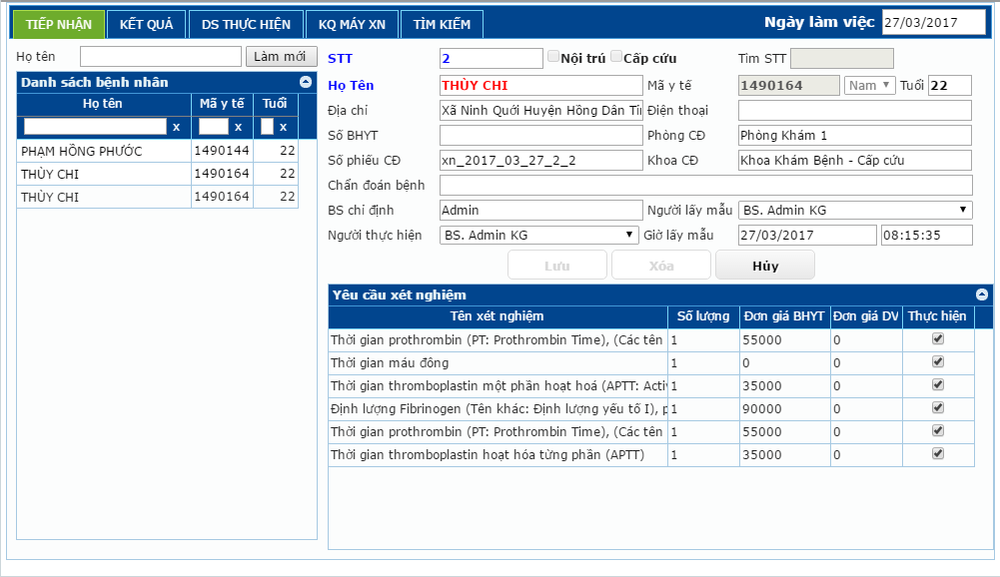 TIẾP NHẬN KẾT QUẢ DS THỰC HIỆN KQ MÁY XN TÌM KIẾM Ngày làm việc 27/03/2017
Họ tên Làm mới
Danh sách bệnh nhân
Họ tên Mã y tế Tuổi
x x x
PHẠM HỒNG PHƯỚC 1490144 22
THÙY CHI 1490164 22
THÙY CHI 1490164 22
STT 2 Nội trú Cấp cứu Tìm STT
Họ Tên THÙY CHI Mã y tế 1490164 Nam Tuổi 22
Địa chỉ Xã Ninh Quới Huyện Hồng Dân Tỉn Điện thoại
Số BHYT Phòng CĐ Phòng Khám 1
Số phiếu CĐ xn_2017_03_27_2_2 Khoa CĐ Khoa Khám Bệnh - Cấp cứu
Chẩn đoán bệnh
BS chỉ định Admin Người lấy mẫu BS. Admin KG
Người thực hiện BS. Admin KG Giờ lấy mẫu 27/03/2017 08:15:35
Lưu Xóa Hủy
Yêu cầu xét nghiệm
Tên xét nghiệm Số lượng Đơn giá BHYT Đơn giá DV Thực hiện
Thời gian prothrombin (PT: Prothrombin Time), (Các tên 1 55000 0
Thời gian máu đông 1 0 0
Thời gian thromboplastin một phần hoạt hoá (APTT: Activ 1 35000 0
Định lượng Fibrinogen (Tên khác: Định lượng yếu tố I), p 1 90000 0
Thời gian prothrombin (PT: Prothrombin Time), (Các tên 1 55000 0
Thời gian thromboplastin hoạt hóa từng phần (APTT) 1 35000 0